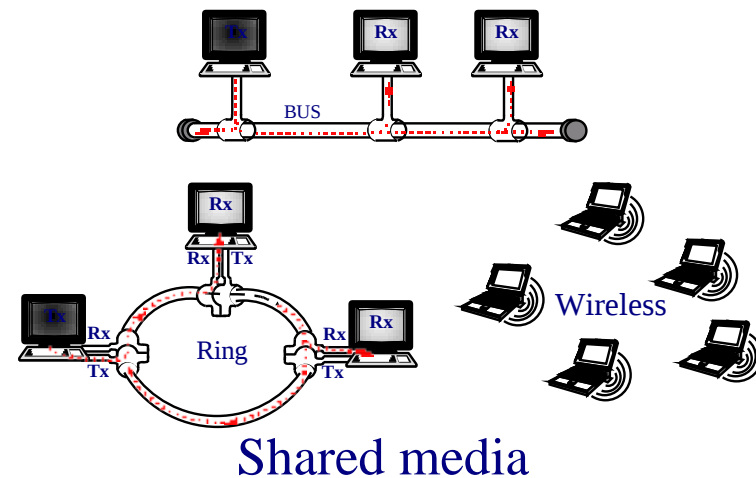 Tx
Rx
Rx
BUS
Rx
Rx Tx
Tx
Rx
Tx
Ring
Rx
Rx
Tx
Wireless
Shared media